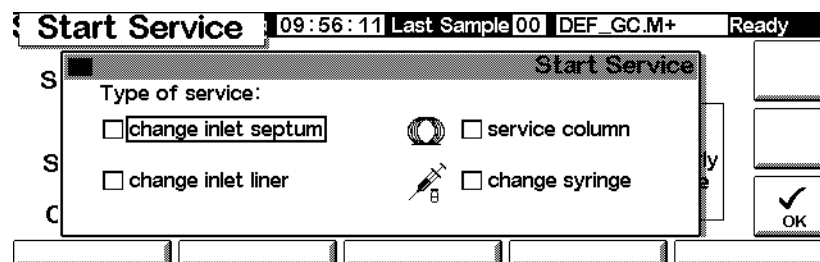 Start Service 09:56:11 Last Sample 00 DEF_GC.M+ Ready
Start Service
Type of service:
change inlet septum service column
change inlet liner change syringe
OK